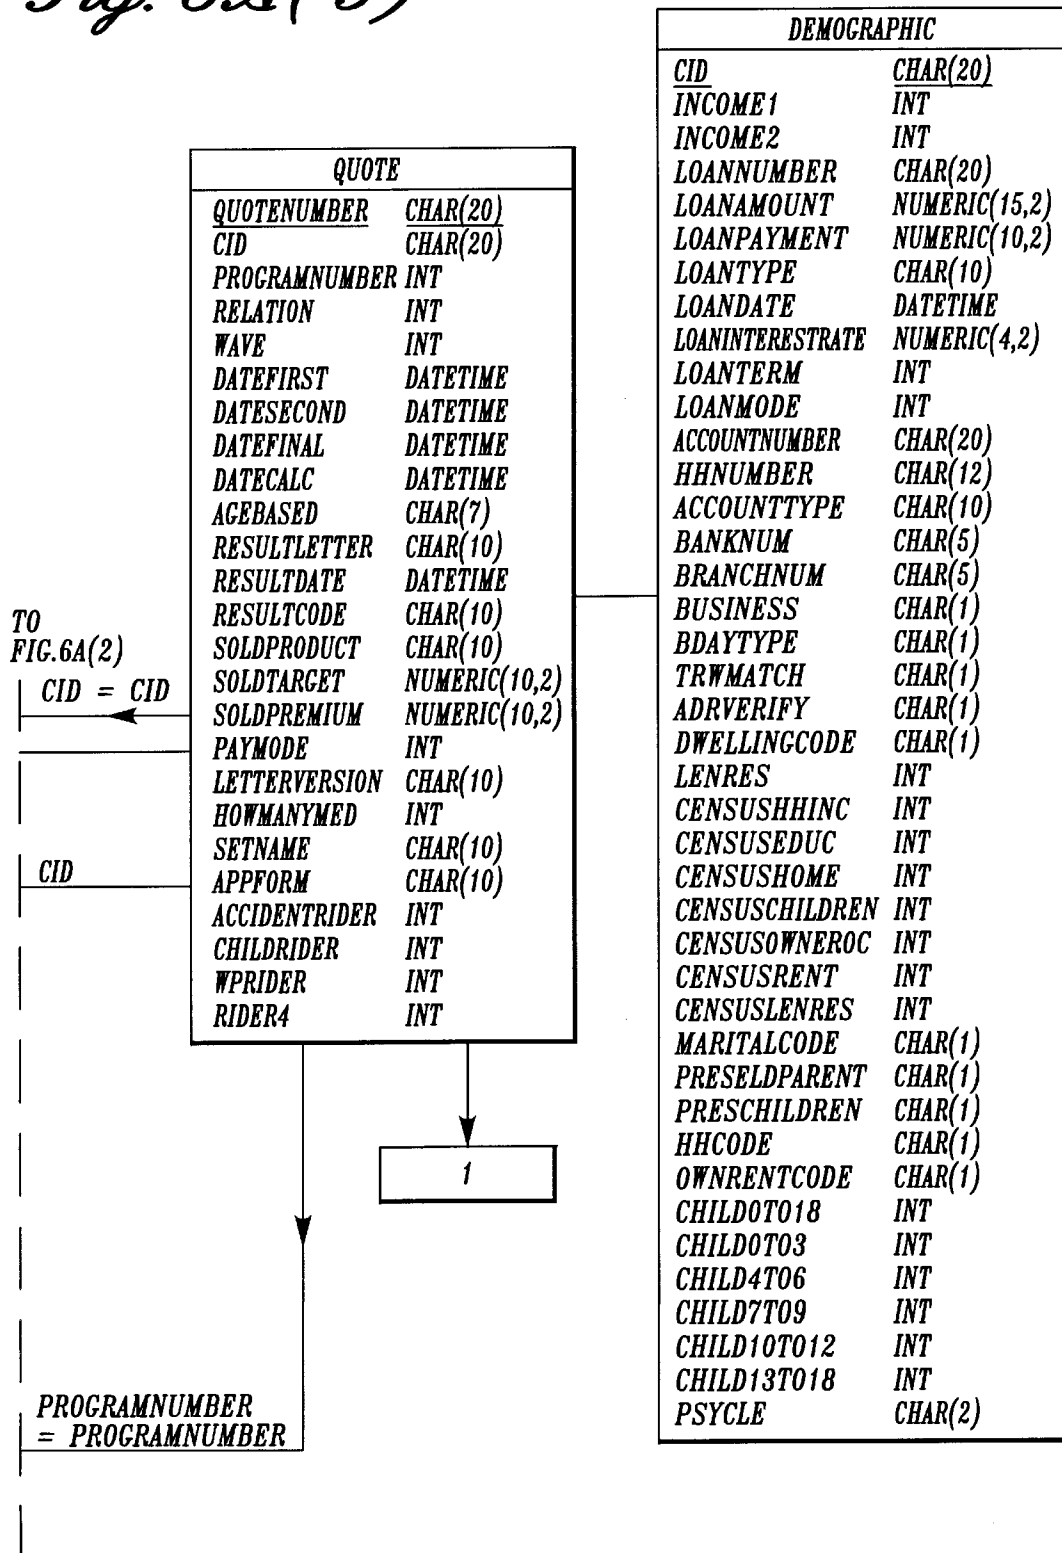 Fig. 6A(3)
DEMOGRAPHIC
CID CHAR(20)
INCOME1 INT
INCOME2 INT
LOANNUMBER CHAR(20)
LOANAMOUNT NUMERIC(15,2)
LOANPAYMENT NUMERIC(10,2)
LOANTYPE CHAR(10)
LOANDATE DATETIME
LOANINTERESTRATE NUMERIC(4,2)
LOANTERM INT
LOANMODE INT
ACCOUNTNUMBER CHAR(20)
HHNUMBER CHAR(12)
ACCOUNTTYPE CHAR(10)
BANKNUM CHAR(5)
BRANCHNUM CHAR(5)
BUSINESS CHAR(1)
BDAYTYPE CHAR(1)
TRWMATCH CHAR(1)
ADRVERIFY CHAR(1)
DWELLINGCODE CHAR(1)
LENRES INT
CENSUSHHINC INT
CENSUSEDUC INT
CENSUSHOME INT
CENSUSCHILDREN INT
CENSUSOWNEROC INT
CENSUSRENT INT
CENSUSLENRES INT
MARITALCODE CHAR(1)
PRESELDPARENT CHAR(1)
PRESCHILDREN CHAR(1)
HHCODE CHAR(1)
OWNRENTCODE CHAR(1)
CHILD0TO18 INT
CHILD0TO3 INT
CHILD4TO6 INT
CHILD7TO9 INT
CHILD10TO12 INT
CHILD13TO18 INT
PSYCLE CHAR(2)
QUOTE
QUOTENUMBER CHAR(20)
CID CHAR(20)
PROGRAMNUMBER INT
RELATION INT
WAVE INT
DATEFIRST DATETIME
DATESECOND DATETIME
DATEFINAL DATETIME
DATECALC DATETIME
AGEBASED CHAR(7)
RESULTLETTER CHAR(10)
RESULTDATE DATETIME
RESULTCODE CHAR(10)
SOLDPRODUCT CHAR(10)
SOLDTARGET NUMERIC(10,2)
SOLDPREMIUM NUMERIC(10,2)
PAYMODE INT
LETTERVERSION CHAR(10)
HOWMANYMED INT
SETNAME CHAR(10)
APPFORM CHAR(10)
ACCIDENTRIDER INT
CHILDRIDER INT
WPRIDER INT
RIDER4 INT
TO
FIG.6A(2)
CID = CID
CID
1
PROGRAMNUMBER
= PROGRAMNUMBER